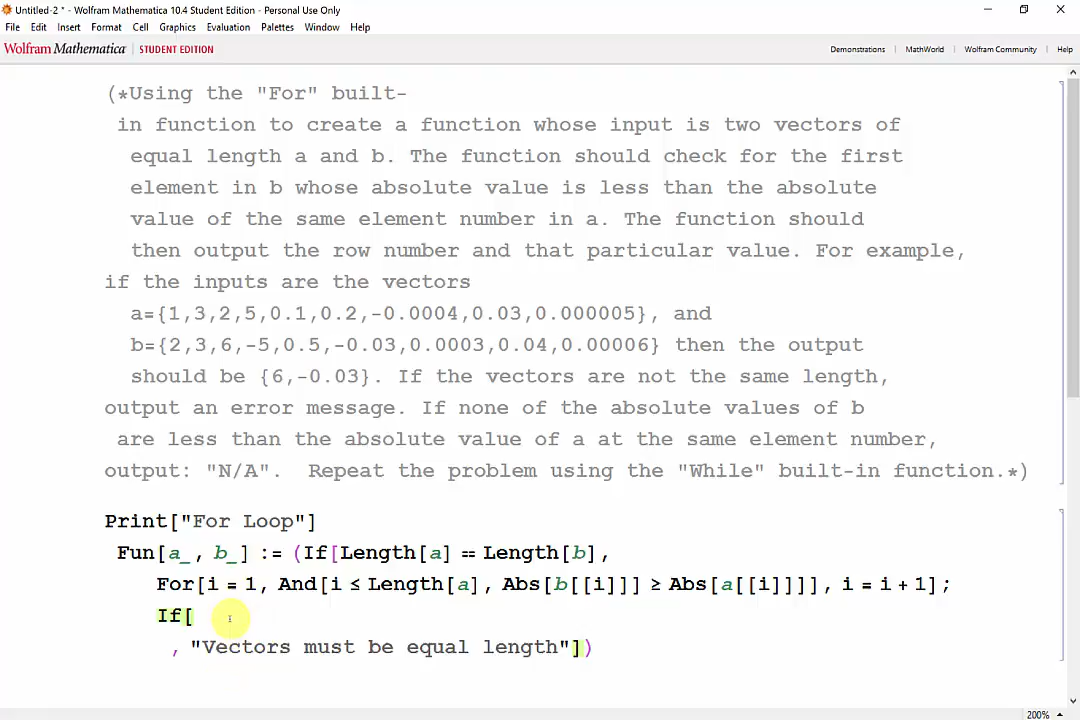 Untitled-2 * - Wolfram Mathematica 10.4 Student Edition - Personal Use Only
File Edit Insert Format Cell Graphics Evaluation Palettes Window Help
Wolfram Mathematica | STUDENT EDITION Demonstrations | MathWorld | Wolfram Community | Help
(*Using the "For" built-
in function to create a function whose input is two vectors of
equal length a and b. The function should check for the first
element in b whose absolute value is less than the absolute
value of the same element number in a. The function should
then output the row number and that particular value. For example,
if the inputs are the vectors
a={1,3,2,5,0.1,0.2,-0.0004,0.03,0.000005}, and
b={2,3,6,-5,0.5,-0.03,0.0003,0.04,0.00006} then the output
should be {6,-0.03}. If the vectors are not the same length,
output an error message. If none of the absolute values of b
are less than the absolute value of a at the same element number,
output: "N/A".  Repeat the problem using the "While" built-in function.*)
Print["For Loop"]
Fun[a_, b_] := (If[Length[a] == Length[b],
For[i = 1, And[i ≤ Length[a], Abs[b[[i]]] ≥ Abs[a[[i]]]], i = i + 1];
If[
, "Vectors must be equal length"])
200%